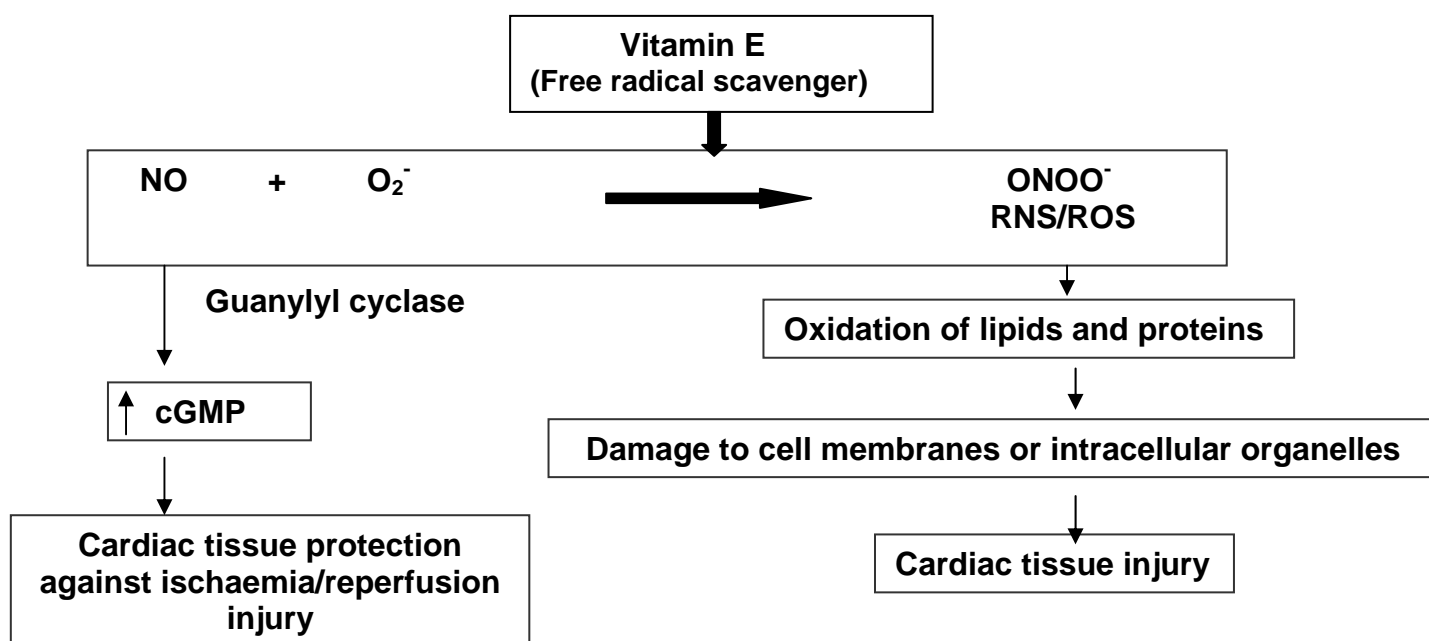 Vitamin E
(Free radical scavenger)
NO + O₂⁻ ONOO⁻
RNS/ROS
Guanylyl cyclase
Oxidation of lipids and proteins
cGMP
Damage to cell membranes or intracellular organelles
Cardiac tissue protection
against ischaemia/reperfusion
injury
Cardiac tissue injury